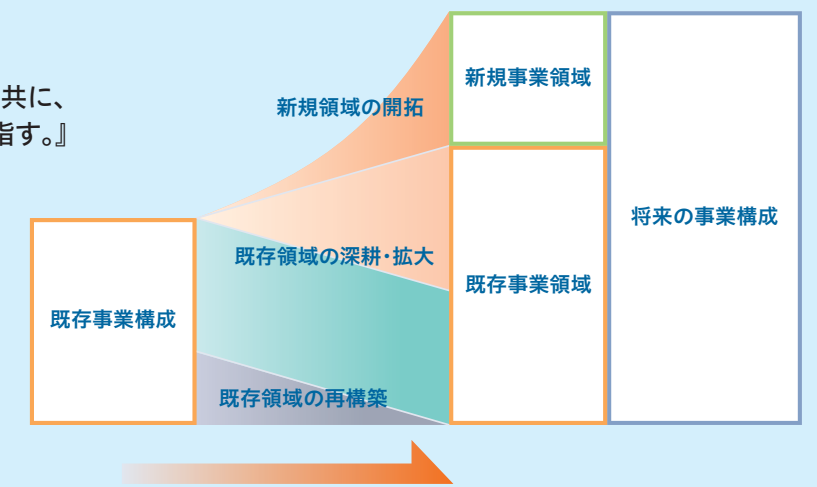 共に、
指す。』
新規領域の開拓
新規事業領域
将来の事業構成
既存領域の深耕・拡大
既存事業領域
既存事業構成
既存領域の再構築